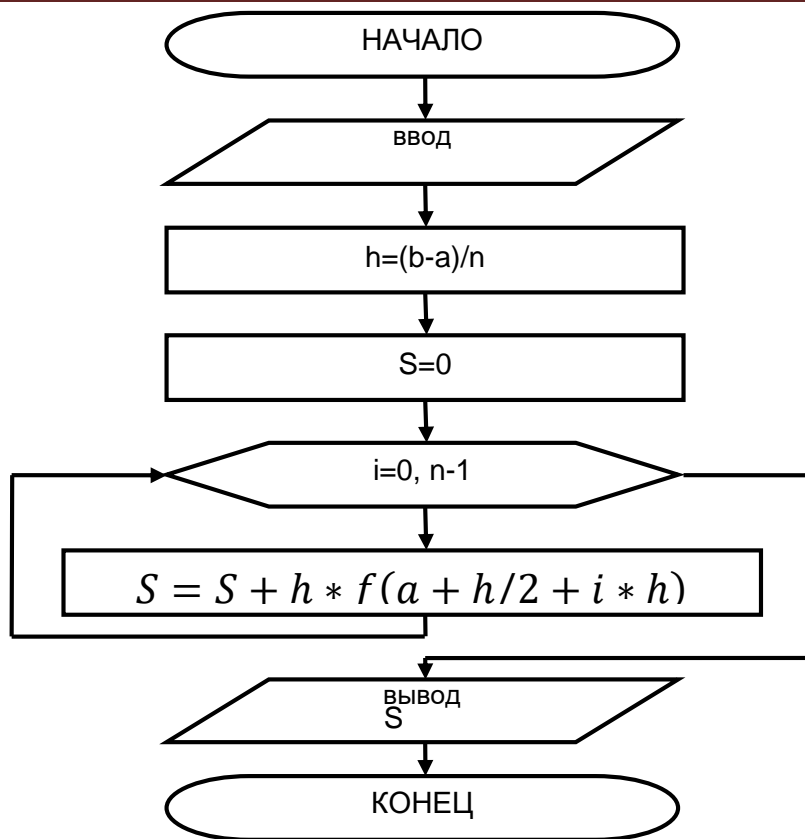 НАЧАЛО
ввод
h=(b-a)/n
S=0
i=0, n-1
S = S + h * f(a + h/2 + i * h)
вывод
S
КОНЕЦ